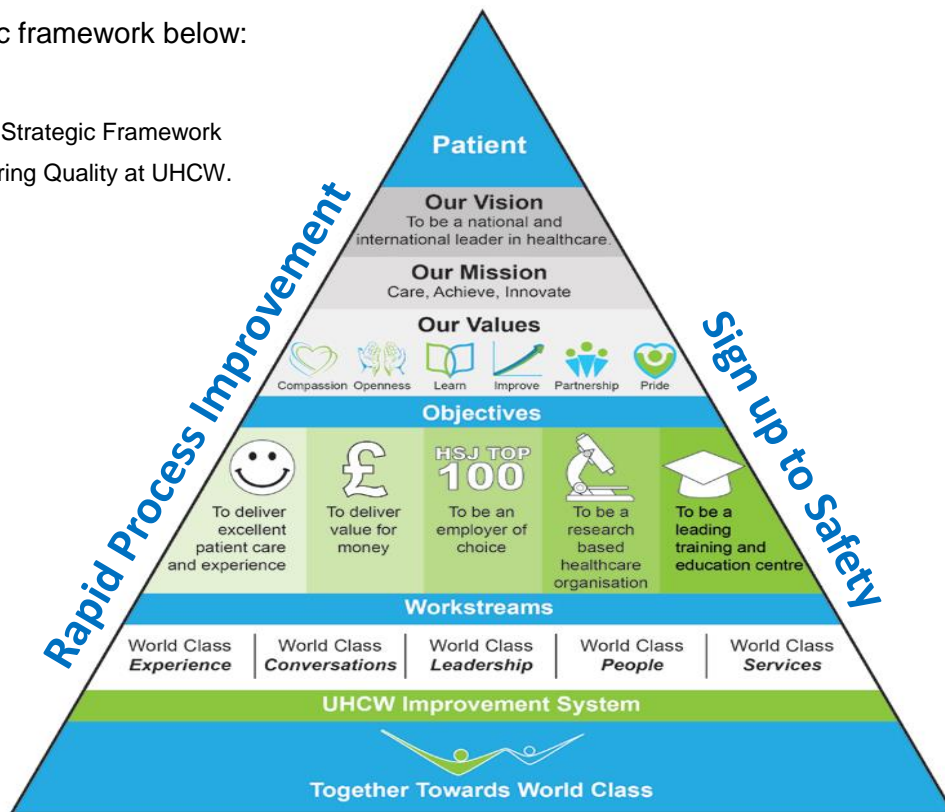 c framework below:
Strategic Framework
ring Quality at UHCW.
Rapid Process Improvement
Sign up to Safety
Patient
Our Vision
To be a national and
international leader in healthcare.
Our Mission
Care, Achieve, Innovate
Our Values
Compassion Openness Learn Improve Partnership Pride
Objectives
£
HSJ TOP
100
To deliver
excellent
patient care
and experience
To deliver
value for
money
To be an
employer of
choice
To be a
research
based
healthcare
organisation
To be a
leading
training and
education centre
Workstreams
World Class
Experience
World Class
Conversations
World Class
Leadership
World Class
People
World Class
Services
UHCW Improvement System
Together Towards World Class